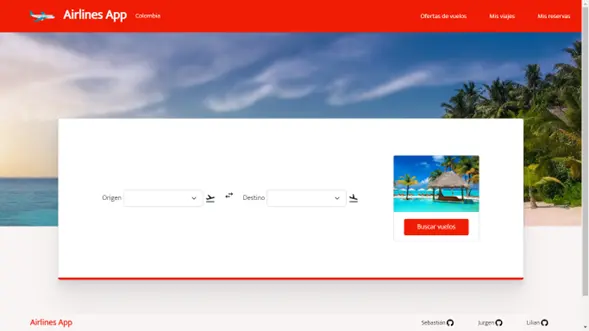 Airlines App Colombia Ofertas de vuelos Mis viajes Mis reservas
Origen Destino
Buscar vuelos
Airlines App Sebastián Jurgen Lilian